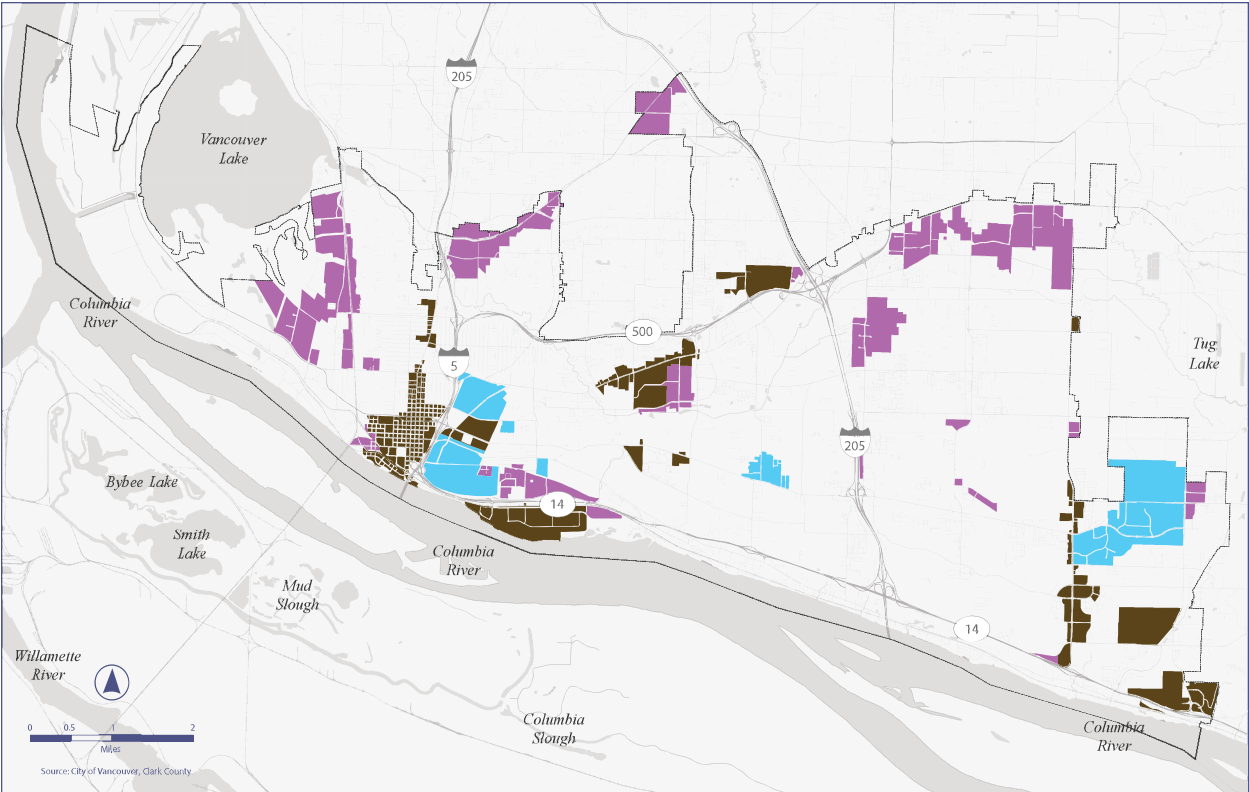 205
Vancouver
Lake
Columbia
River
500
Tug
Lake
5
205
Bybee Lake
14
Smith
Lake
Columbia
River
Mud
Slough
14
Willamette
River
Columbia
Slough
Columbia
River
0 0.5 1 2
Miles
Source: City of Vancouver, Clark County